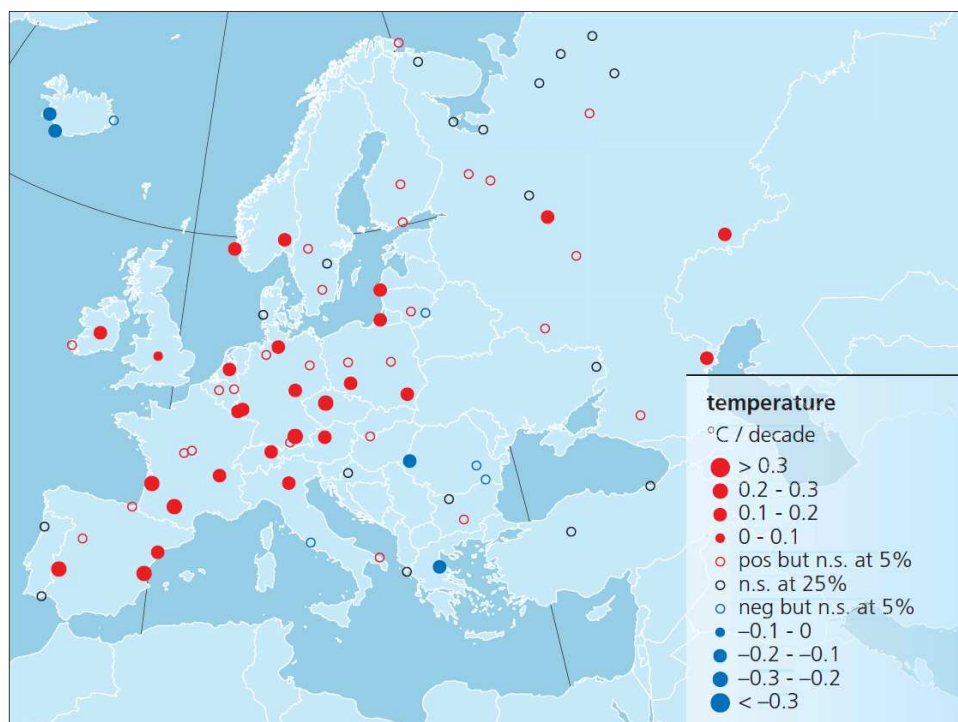 temperature
°C / decade
> 0.3
0.2 - 0.3
0.1 - 0.2
0 - 0.1
pos but n.s. at 5%
n.s. at 25%
neg but n.s. at 5%
–0.1 - 0
–0.2 - –0.1
–0.3 - –0.2
< –0.3